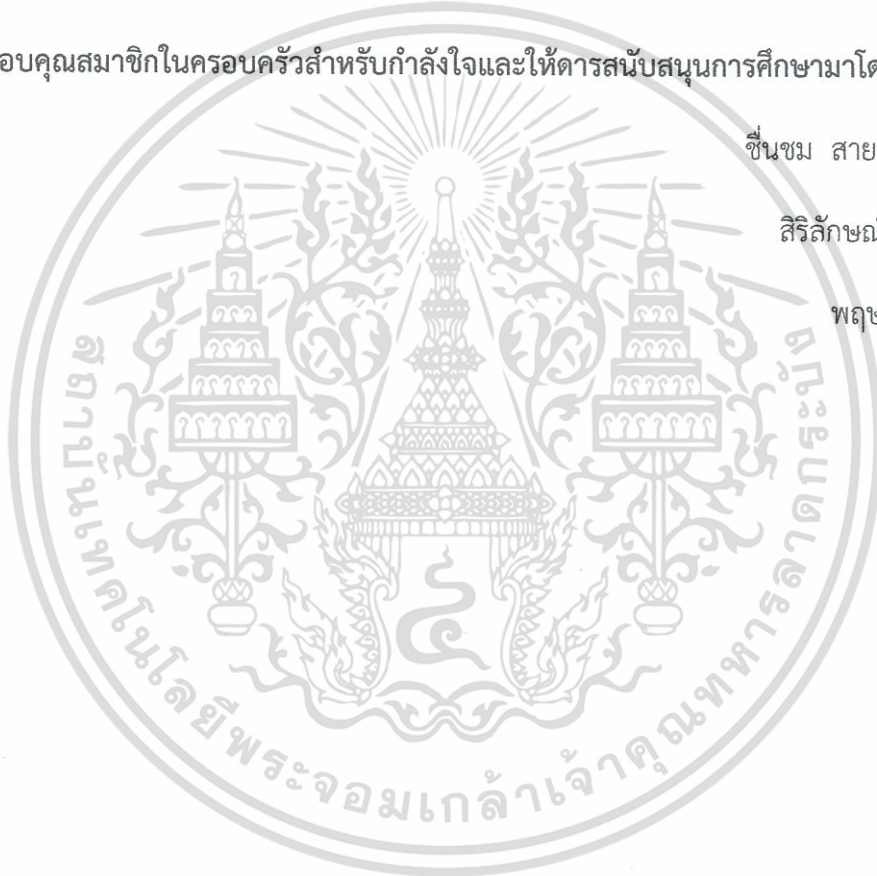 อบคุณสมาชิกในครอบครัวสำหรับกำลังใจและให้ดารสนับสนุนการศึกษามาโด
ชื่นชม สาย
สิริลักษณ์
พฤษ
สถาบันเทคโนโลยีพระจอมเกล้าเจ้าคุณทหารลาดกระบัง
๔